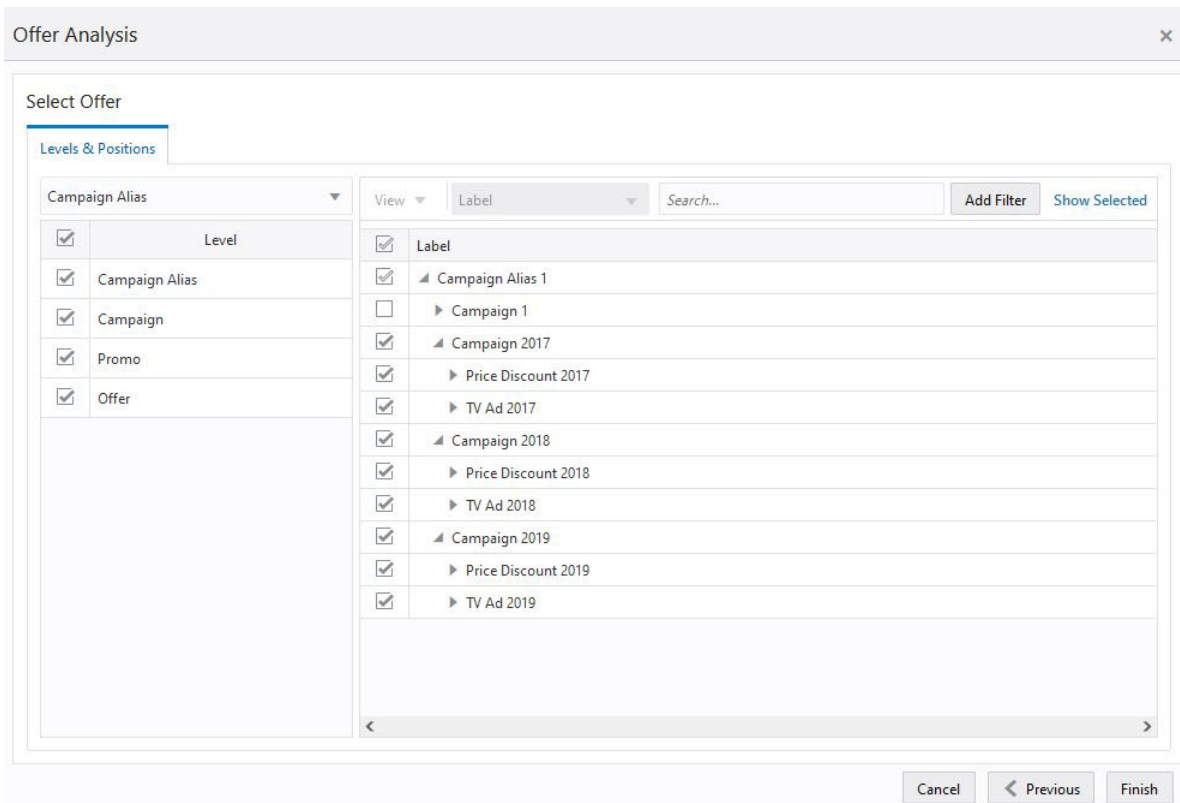 Offer Analysis
Select Offer
Levels & Positions
Campaign Alias
View Label Search... Add Filter Show Selected
Level
Label
Campaign Alias
Campaign
Promo
Offer
Campaign Alias 1
Campaign 1
Campaign 2017
Price Discount 2017
TV Ad 2017
Campaign 2018
Price Discount 2018
TV Ad 2018
Campaign 2019
Price Discount 2019
TV Ad 2019
Cancel Previous Finish